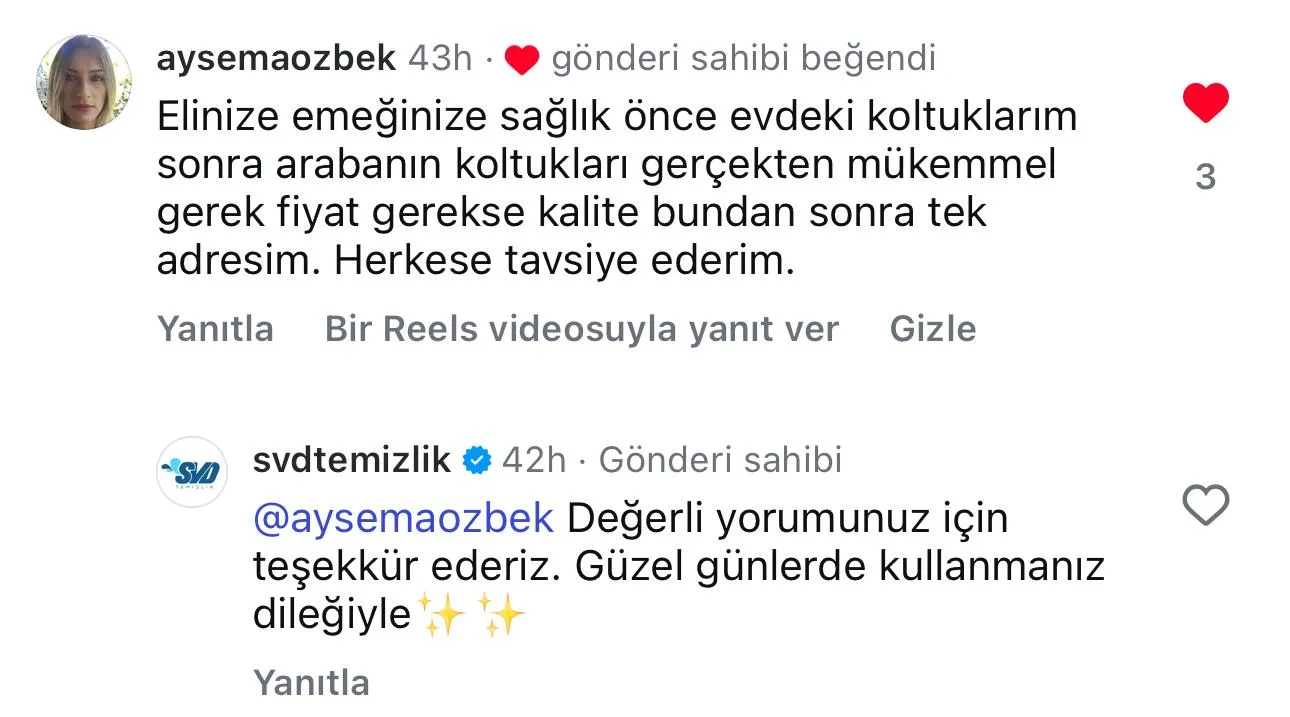 aysemaozbek 43h · ❤️ gönderi sahibi beğendi
Elinize emeğinize sağlık önce evdeki koltuklarım
sonra arabanın koltukları gerçekten mükemmel
gerek fiyat gerekse kalite bundan sonra tek
adresim. Herkese tavsiye ederim.
3
Yanıtla Bir Reels videosuyla yanıt ver Gizle
SVD
TEMİZLİK
svdtemizlik 42h · Gönderi sahibi
@aysemaozbek Değerli yorumunuz için
teşekkür ederiz. Güzel günlerde kullanmanız
dileğiyle✨✨
Yanıtla